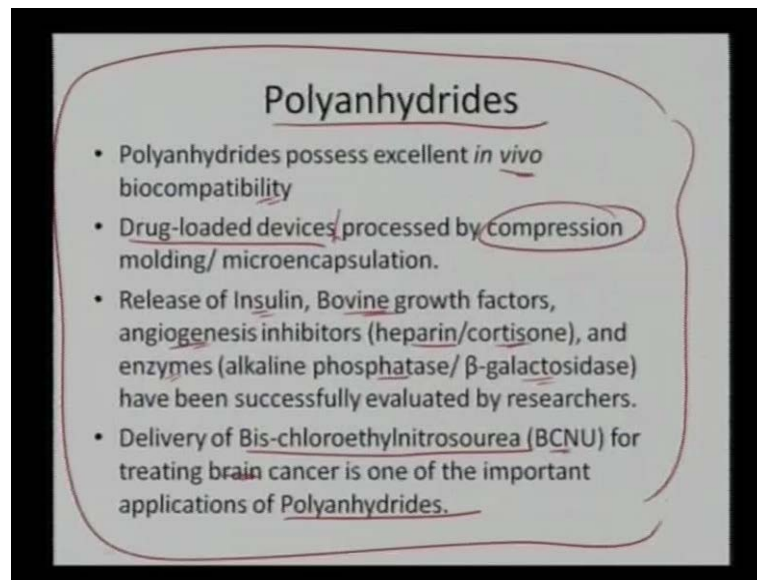 Polyanhydrides
• Polyanhydrides possess excellent in vivo
biocompatibility
• Drug-loaded devices processed by compression
molding/ microencapsulation.
• Release of Insulin, Bovine growth factors,
angiogenesis inhibitors (heparin/cortisone), and
enzymes (alkaline phosphatase/ β-galactosidase)
have been successfully evaluated by researchers.
• Delivery of Bis-chloroethylnitrosourea (BCNU) for
treating brain cancer is one of the important
applications of Polyanhydrides.